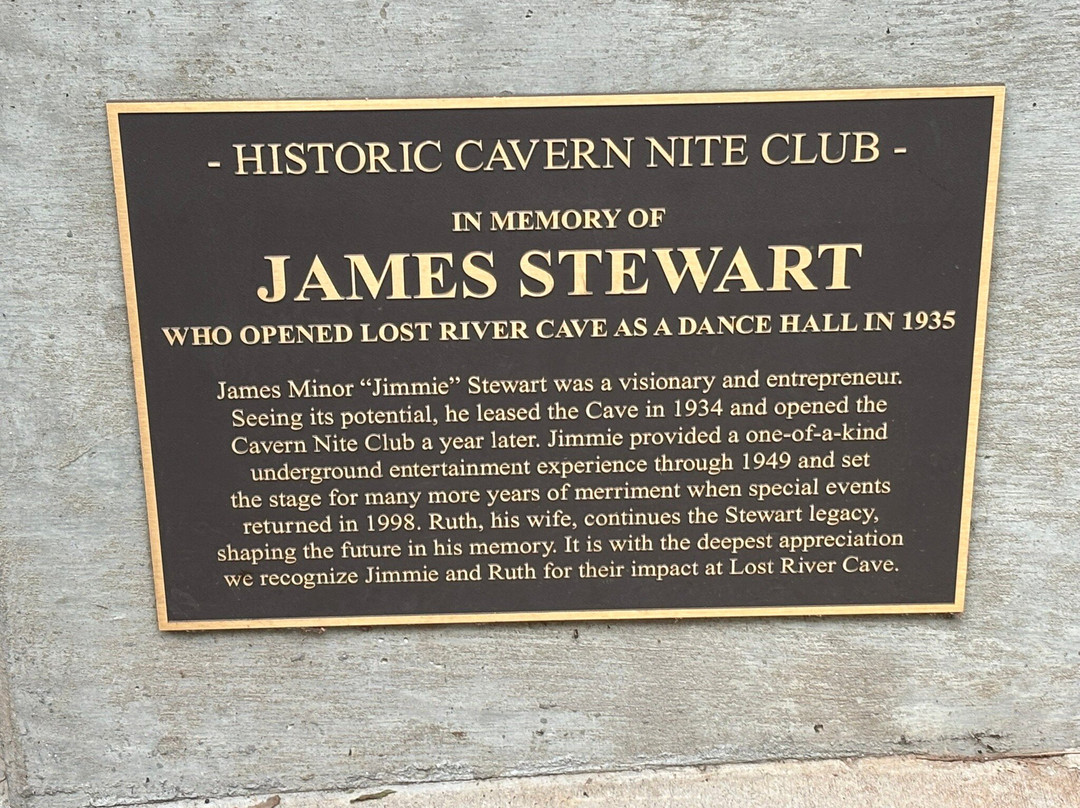 - HISTORIC CAVERN NITE CLUB -
IN MEMORY OF
JAMES STEWART
WHO OPENED LOST RIVER CAVE AS A DANCE HALL IN 1935
James Minor “Jimmie” Stewart was a visionary and entrepreneur.
Seeing its potential, he leased the Cave in 1934 and opened the
Cavern Nite Club a year later. Jimmie provided a one-of-a-kind
underground entertainment experience through 1949 and set
the stage for many more years of merriment when special events
returned in 1998. Ruth, his wife, continues the Stewart legacy,
shaping the future in his memory. It is with the deepest appreciation
we recognize Jimmie and Ruth for their impact at Lost River Cave.